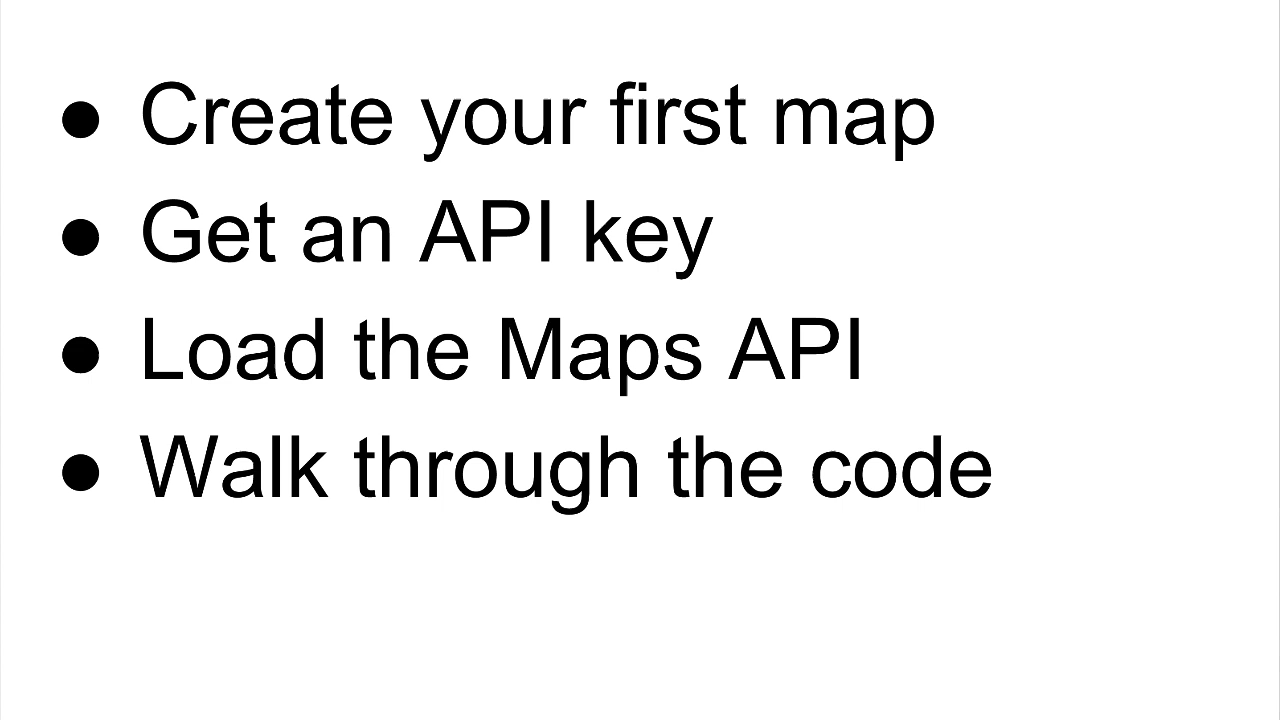 ● Create your first map
● Get an API key
● Load the Maps API
● Walk through the code